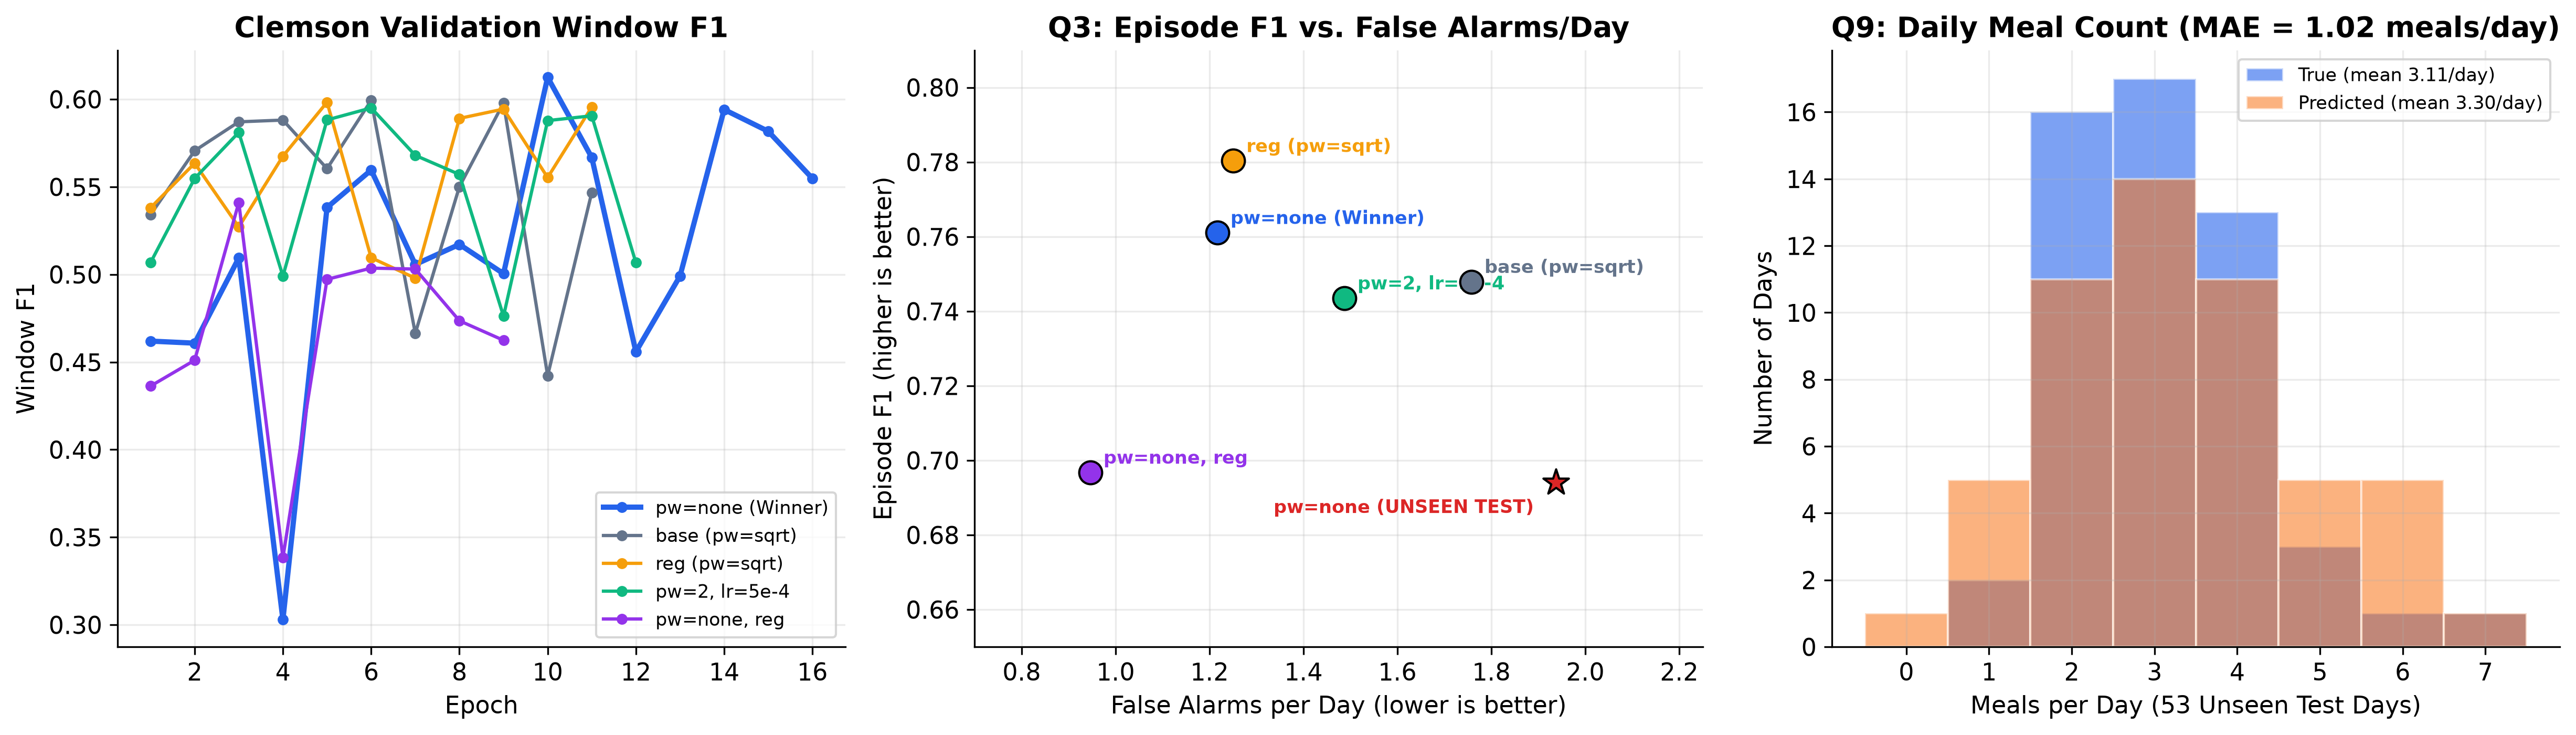 Clemson Validation Window F1
Window F1
0.60
0.55
0.50
0.45
0.40
0.35
0.30
pw=none (Winner)
base (pw=sqrt)
reg (pw=sqrt)
pw=2, lr=5e-4
pw=none, reg
2 4 6 8 10 12 14 16
Epoch
Q3: Episode F1 vs. False Alarms/Day
Episode F1 (higher is better)
0.80
0.78
0.76
0.74
0.72
0.70
0.68
0.66
reg (pw=sqrt)
pw=none (Winner)
base (pw=sqrt)
pw=2, lr= -4
pw=none, reg
pw=none (UNSEEN TEST)
0.8 1.0 1.2 1.4 1.6 1.8 2.0 2.2
False Alarms per Day (lower is better)
Q9: Daily Meal Count (MAE = 1.02 meals/day)
Number of Days
16
14
12
10
8
6
4
2
0
True (mean 3.11/day)
Predicted (mean 3.30/day)
0 1 2 3 4 5 6 7
Meals per Day (53 Unseen Test Days)